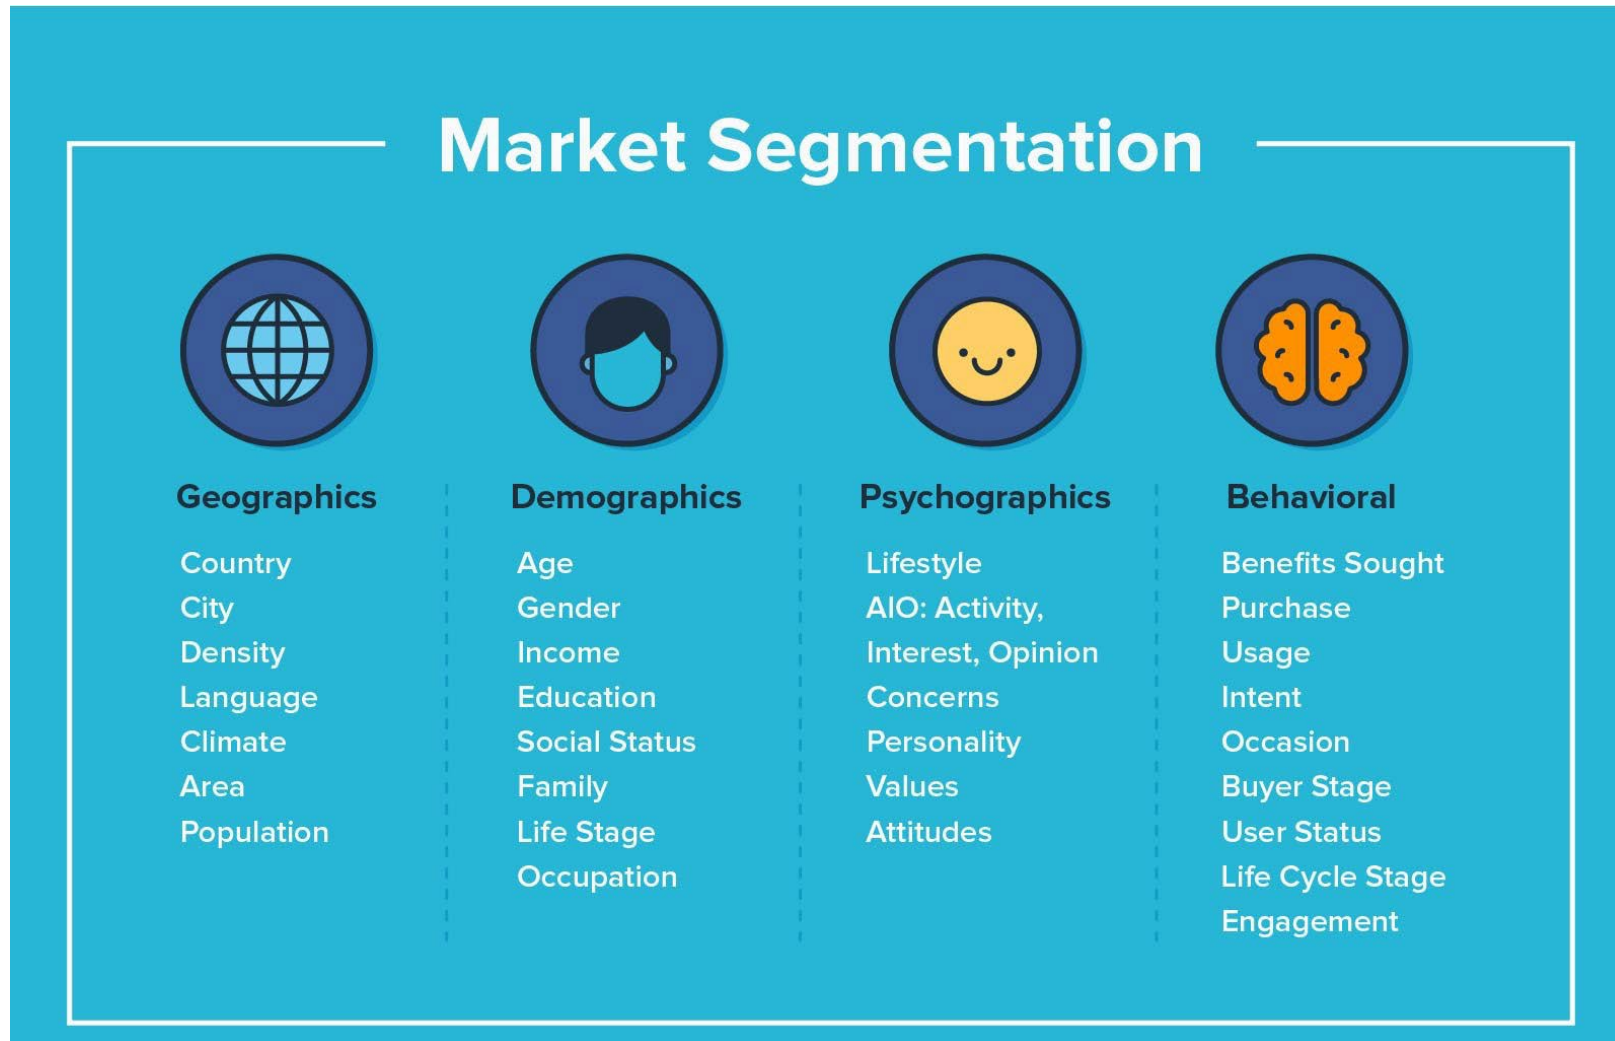 Market Segmentation
Geographics
Country
City
Density
Language
Climate
Area
Population
Demographics
Age
Gender
Income
Education
Social Status
Family
Life Stage
Occupation
Psychographics
Lifestyle
AIO: Activity,
Interest, Opinion
Concerns
Personality
Values
Attitudes
Behavioral
Benefits Sought
Purchase
Usage
Intent
Occasion
Buyer Stage
User Status
Life Cycle Stage
Engagement